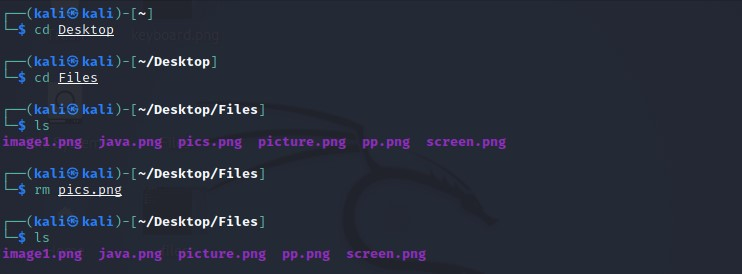 ┌──(kali㉿kali)-[~]
└─$ cd Desktop
keyboard.png
┌──(kali㉿kali)-[~/Desktop]
└─$ cd Files
┌──(kali㉿kali)-[~/Desktop/Files]
└─$ ls
image1.png  java.png  pics.png  picture.png  pp.png  screen.png
┌──(kali㉿kali)-[~/Desktop/Files]
└─$ rm pics.png
┌──(kali㉿kali)-[~/Desktop/Files]
└─$ ls
image1.png  java.png  picture.png  pp.png  screen.png